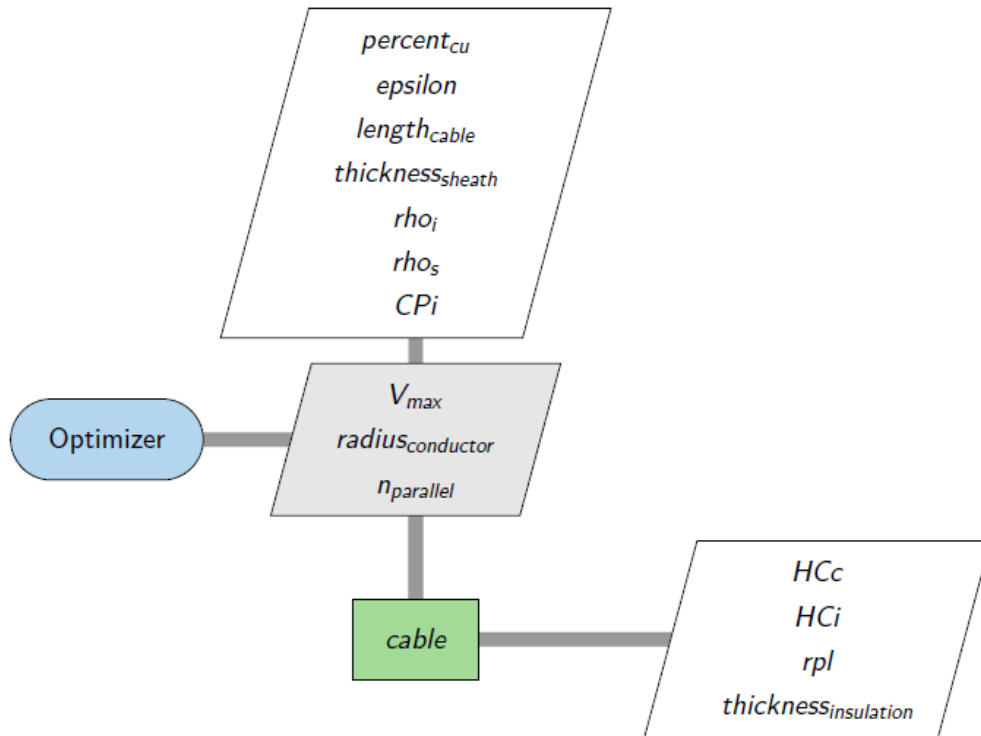 percent_cu
epsilon
length_cable
thickness_sheath
rho_i
rho_s
CPi
V_max
Optimizer
radius_conductor
n_parallel
cable
HCc
HCi
rpl
thickness_insulation